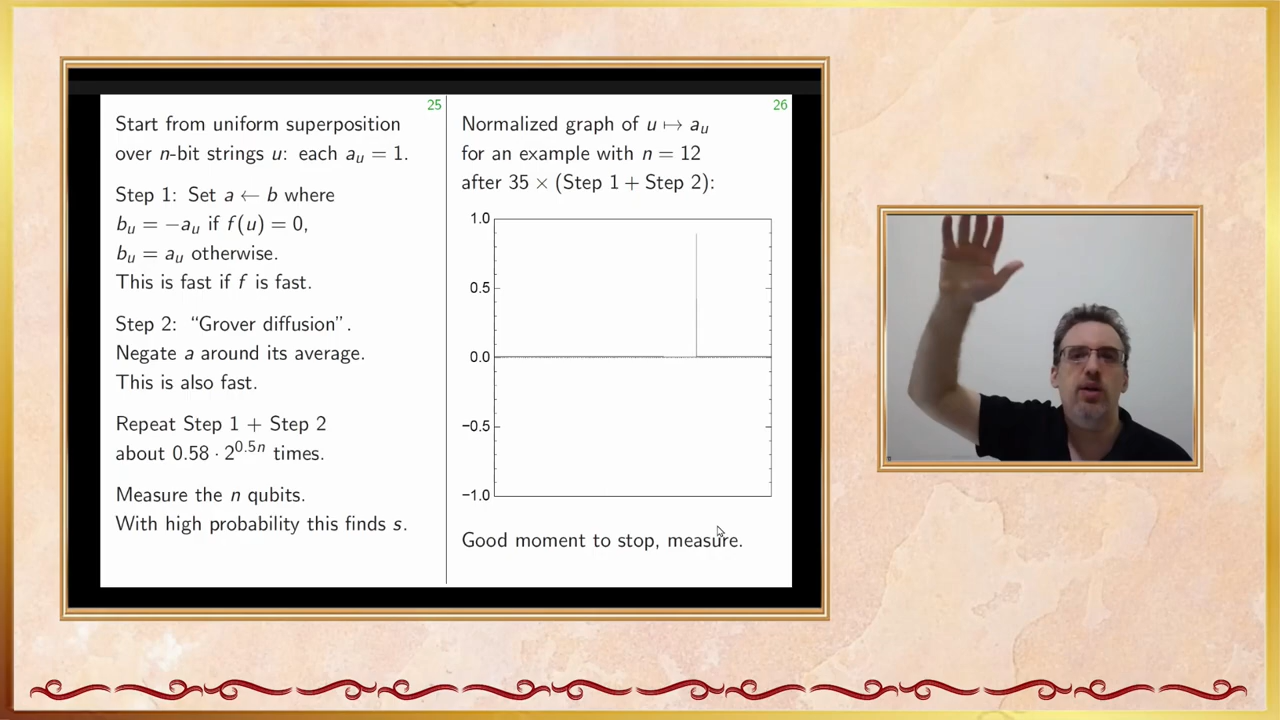 25
Start from uniform superposition
over n-bit strings u: each a_u = 1.
Step 1: Set a ← b where
b_u = −a_u if f(u) = 0,
b_u = a_u otherwise.
This is fast if f is fast.
Step 2: “Grover diffusion”.
Negate a around its average.
This is also fast.
Repeat Step 1 + Step 2
about 0.58 · 2^{0.5n} times.
Measure the n qubits.
With high probability this finds s.
26
Normalized graph of u ↦ a_u
for an example with n = 12
after 35 × (Step 1 + Step 2):
1.0
0.5
0.0
−0.5
−1.0
Good moment to stop, measure.